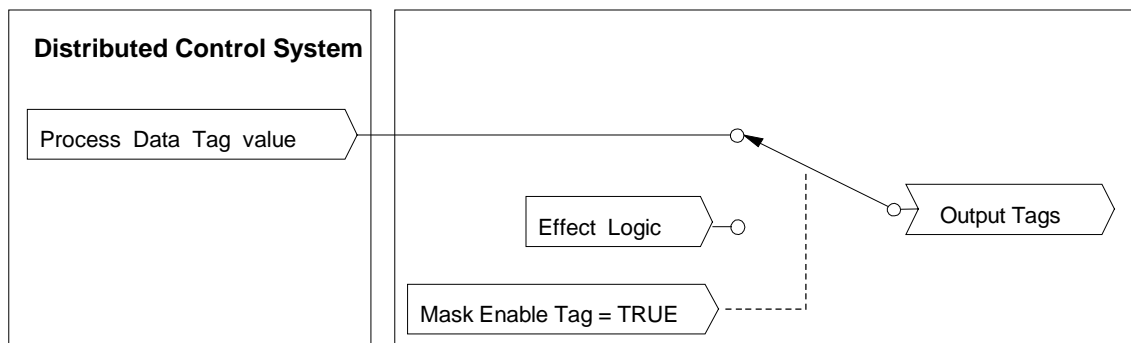 Distributed Control System
Process Data Tag value
Effect Logic
Output Tags
Mask Enable Tag = TRUE